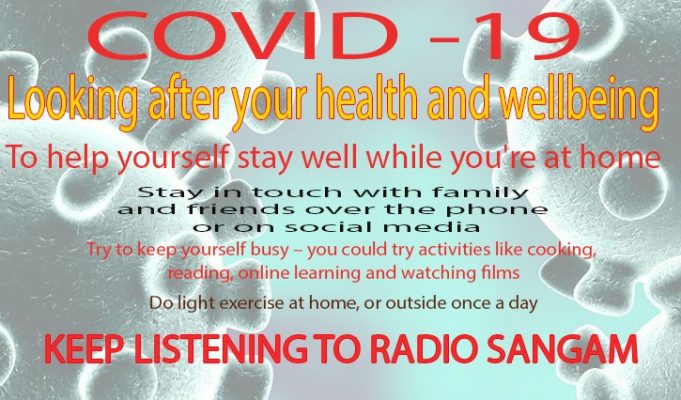 COVID -19
Looking after your health and wellbeing
To help yourself stay well while you're at home
Stay in touch with family
and friends over the phone
or on social media
Try to keep yourself busy – you could try activities like cooking,
reading, online learning and watching films
Do light exercise at home, or outside once a day
KEEP LISTENING TO RADIO SANGAM